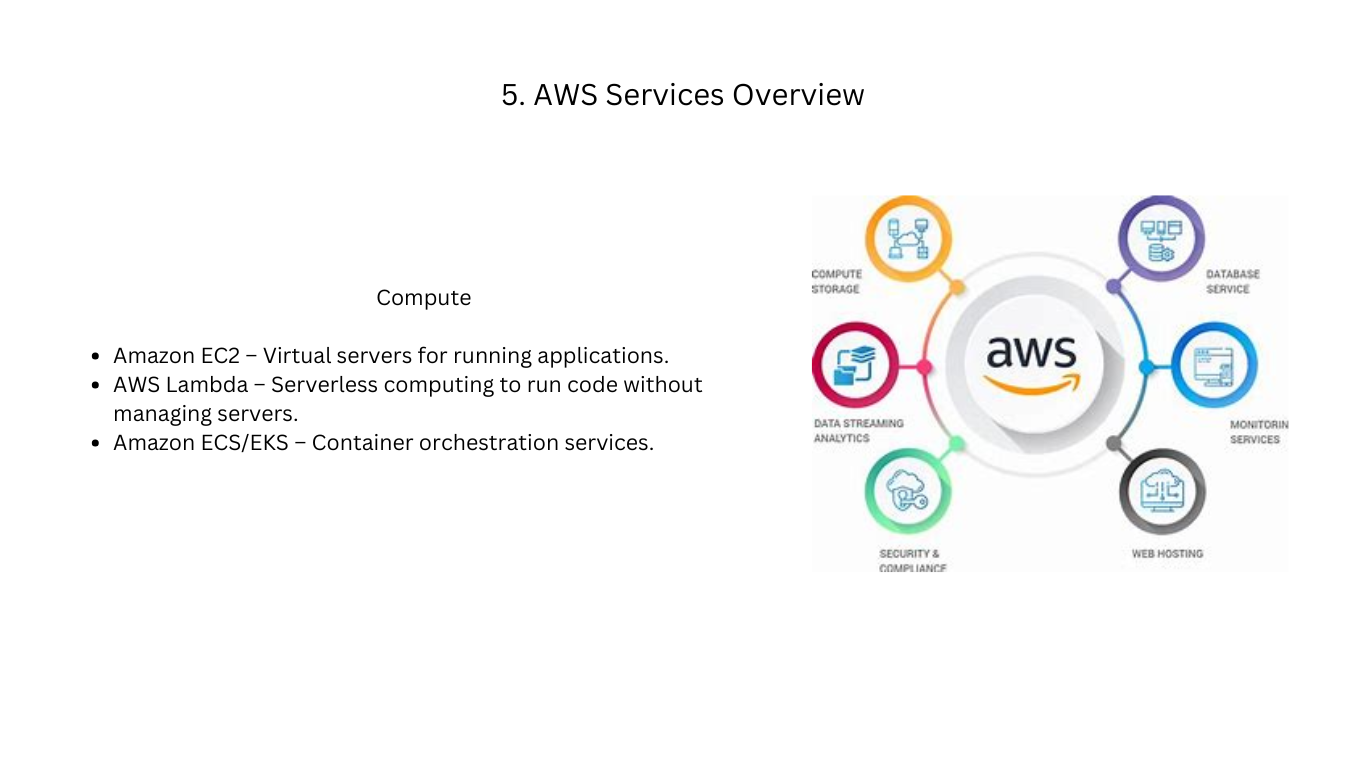 5. AWS Services Overview
Compute
• Amazon EC2 – Virtual servers for running applications.
• AWS Lambda – Serverless computing to run code without
managing servers.
• Amazon ECS/EKS – Container orchestration services.
COMPUTE
STORAGE
DATABASE
SERVICE
aws
DATA STREAMING
ANALYTICS
MONITORIN
SERVICES
SECURITY &
COMPLIANCE
WEB HOSTING